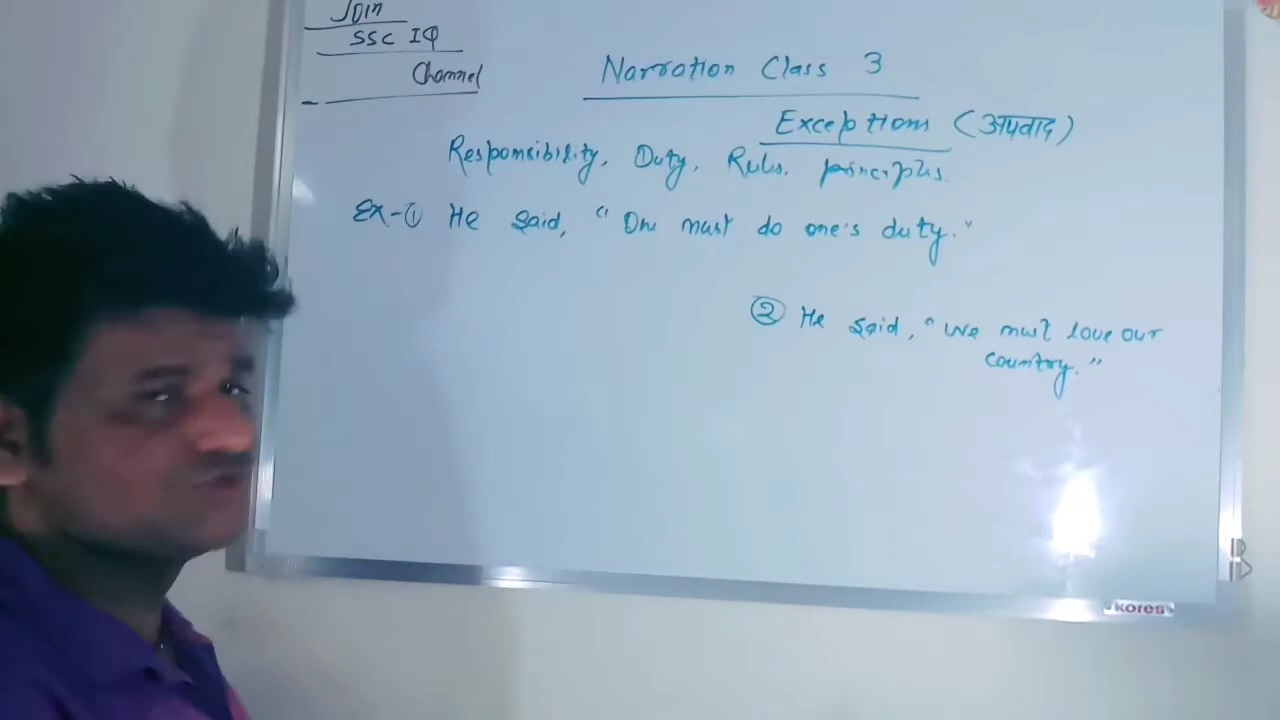 Join
SSC IQ
Channel
Narration Class 3
Exceptions (अपवाद)
Responsibility, Duty, Rules, principles.
Ex-① He said, "One must do one's duty."
② He said, "We must love our
country."
kores